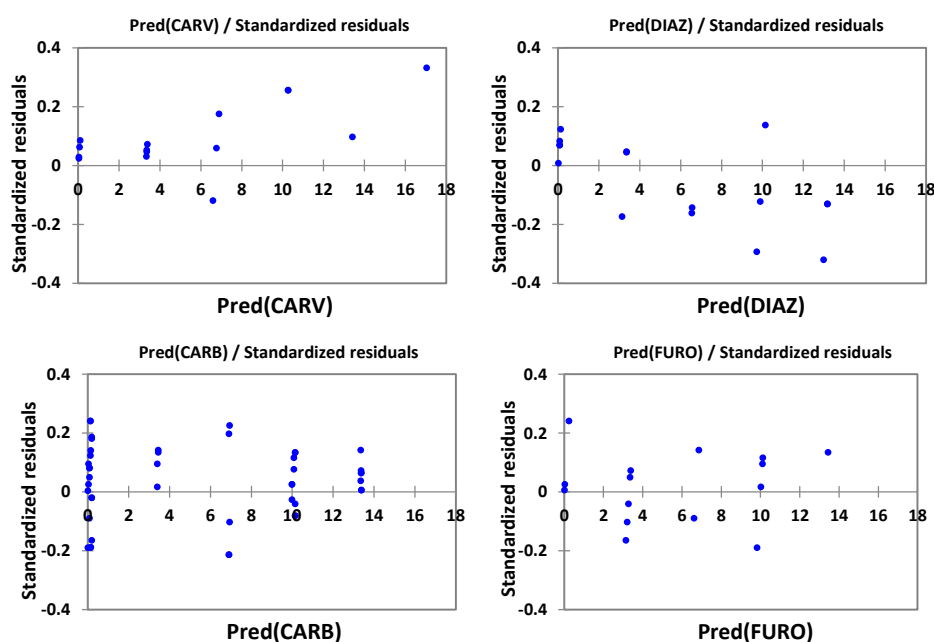 Pred(CARV) / Standardized residuals
0.4
0.2
0
-0.2
-0.4
0 2 4 6 8 10 12 14 16 18
Standardized residuals
Pred(CARV)
Pred(DIAZ) / Standardized residuals
0.4
0.2
0
-0.2
-0.4
0 2 4 6 8 10 12 14 16 18
Standardized residuals
Pred(DIAZ)
Pred(CARB) / Standardized residuals
0.4
0.2
0
-0.2
-0.4
0 2 4 6 8 10 12 14 16 18
Standardized residuals
Pred(CARB)
Pred(FURO) / Standardized residuals
0.4
0.2
0
-0.2
-0.4
0 2 4 6 8 10 12 14 16 18
Standardized residuals
Pred(FURO)